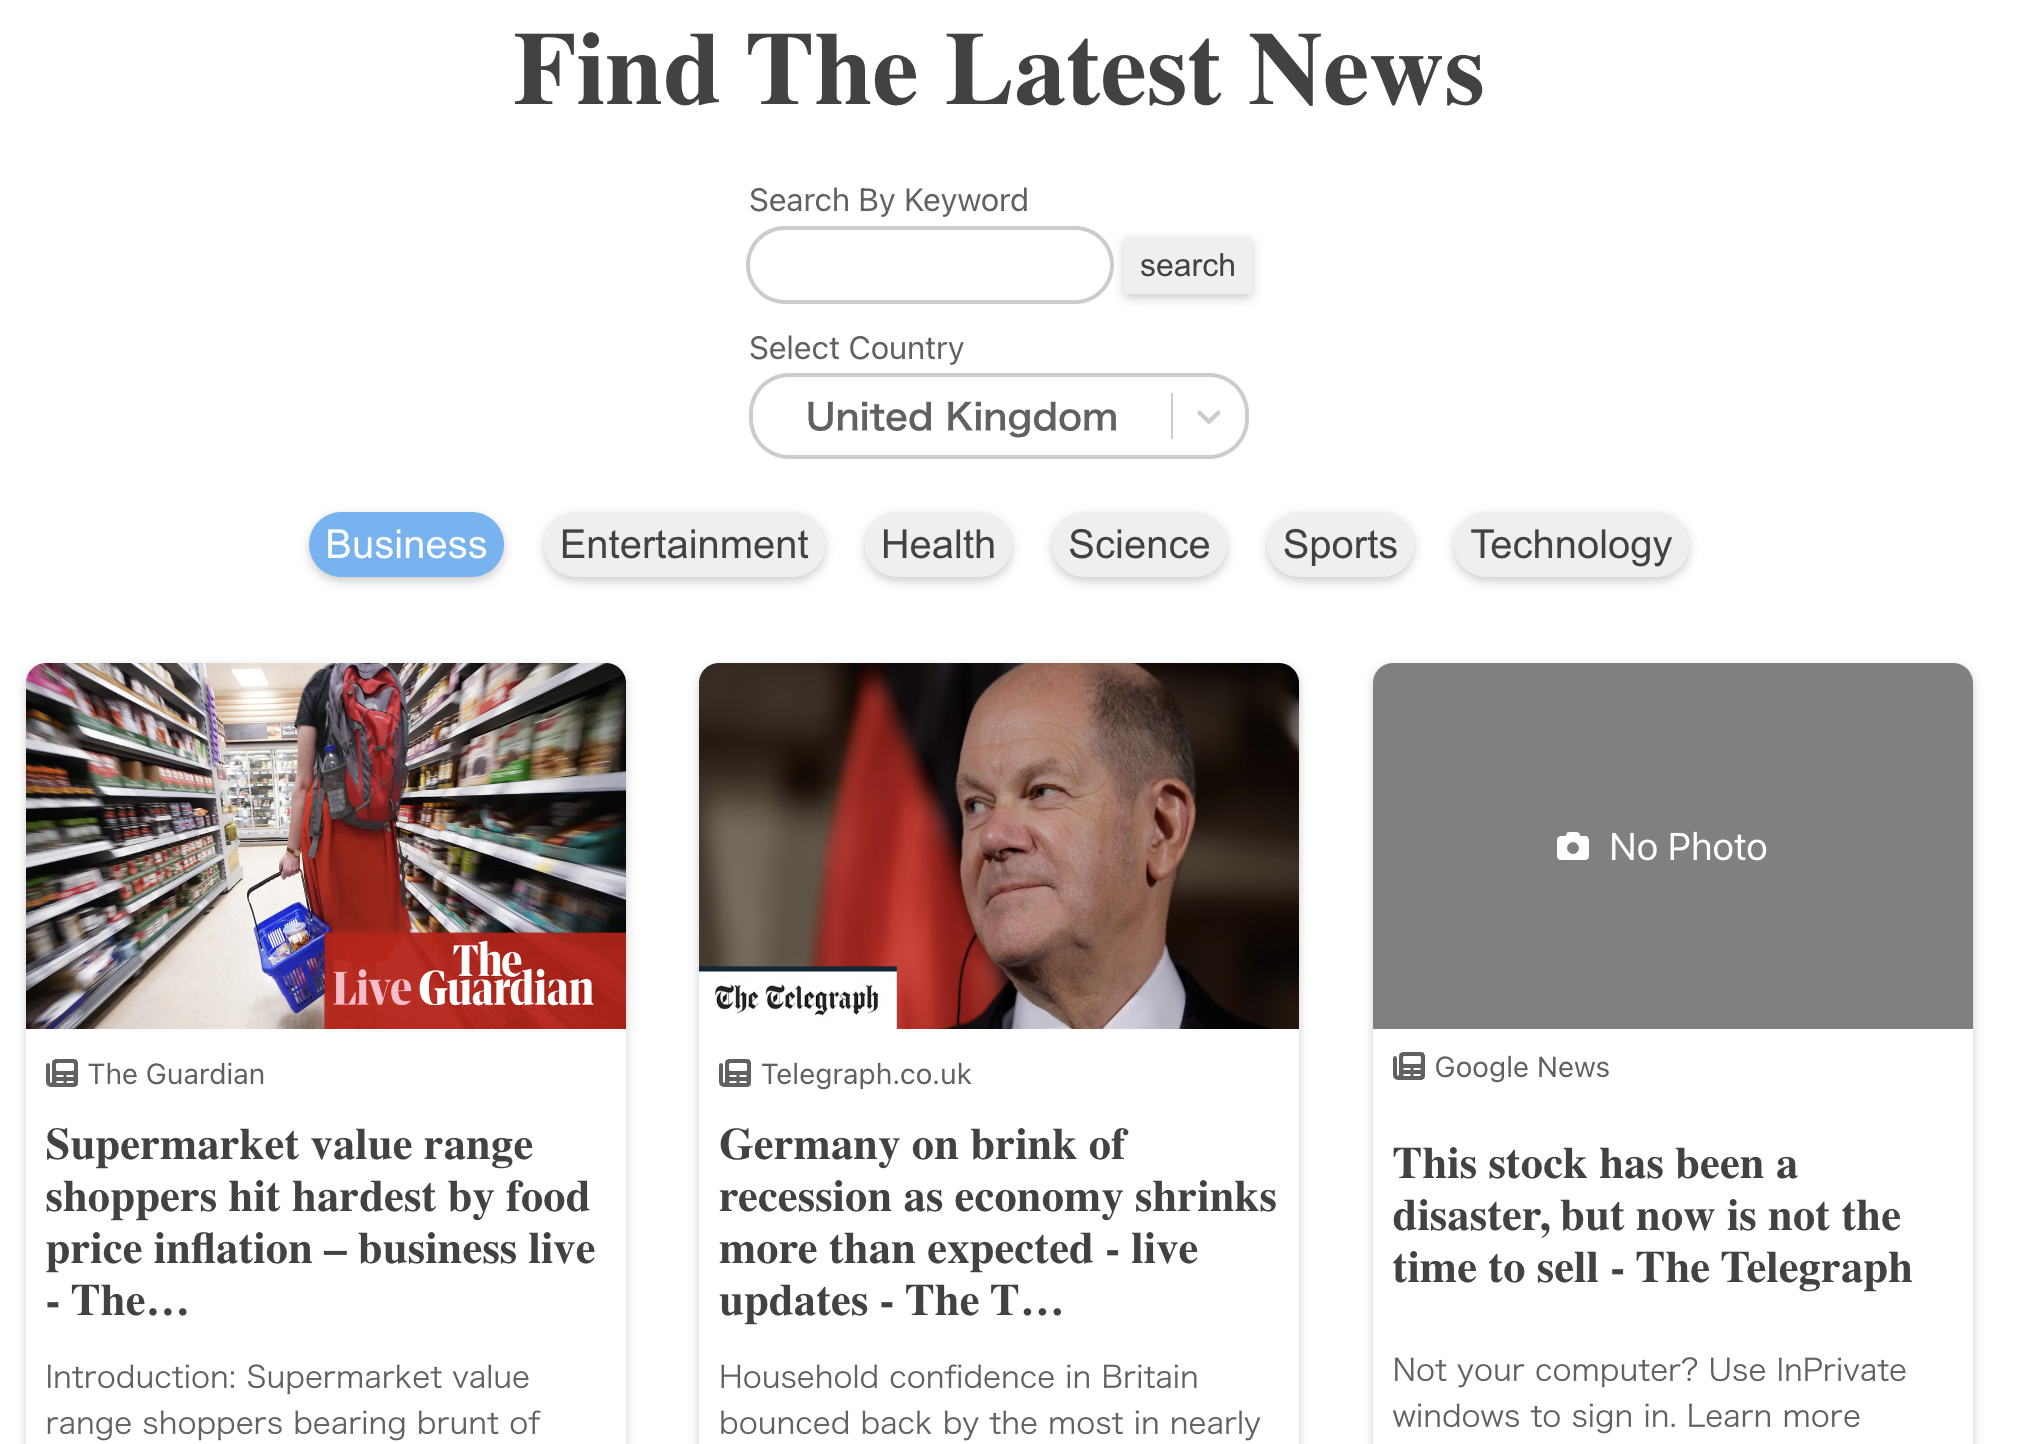 Find The Latest News
Search By Keyword
search
Select Country
United Kingdom
Business
Entertainment
Health
Science
Sports
Technology
The
Live Guardian
The Guardian
Supermarket value range
shoppers hit hardest by food
price inflation – business live
- The...
Introduction: Supermarket value
range shoppers bearing brunt of
The Telegraph
Telegraph.co.uk
Germany on brink of
recession as economy shrinks
more than expected - live
updates - The T...
Household confidence in Britain
bounced back by the most in nearly
No Photo
Google News
This stock has been a
disaster, but now is not the
time to sell - The Telegraph
Not your computer? Use InPrivate
windows to sign in. Learn more